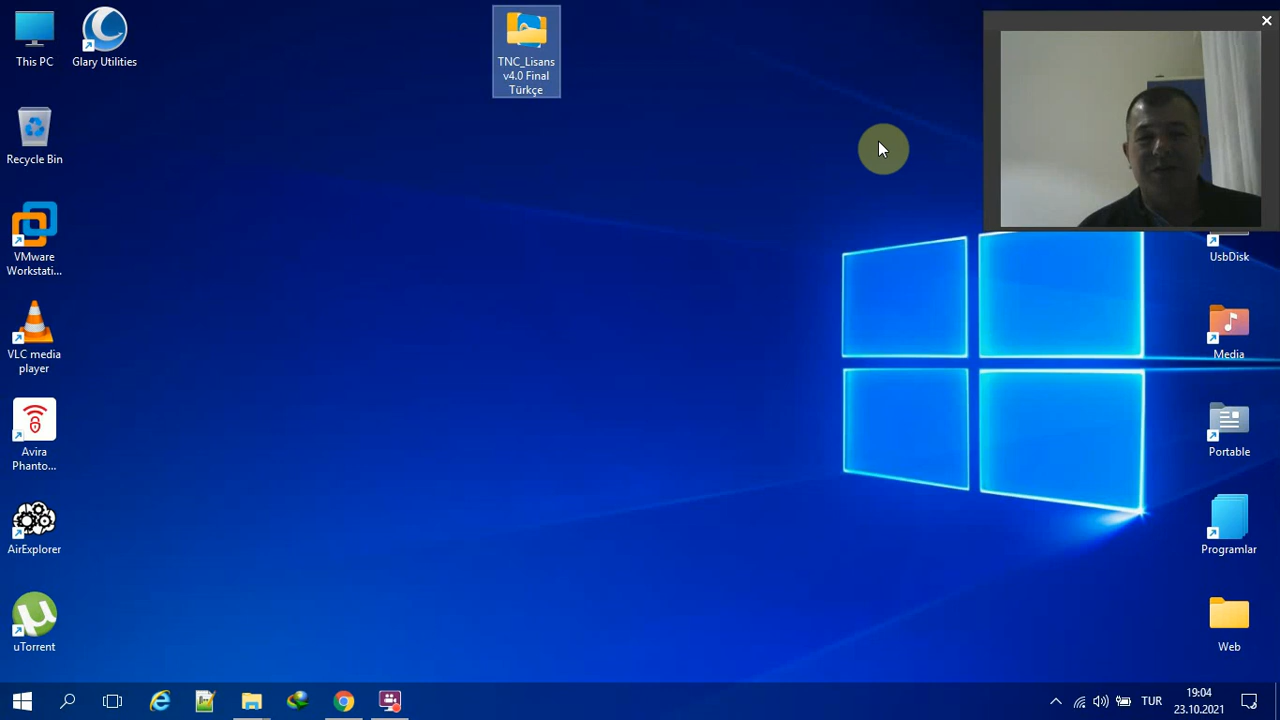 This PC
Glary Utilities
TNC_Lisans
v4.0 Final
Türkçe
Recycle Bin
VMware
Workstati...
UsbDisk
VLC media
player
Media
Avira
Phanto...
Portable
AirExplorer
Programlar
uTorrent
Web
TUR
19:04
23.10.2021